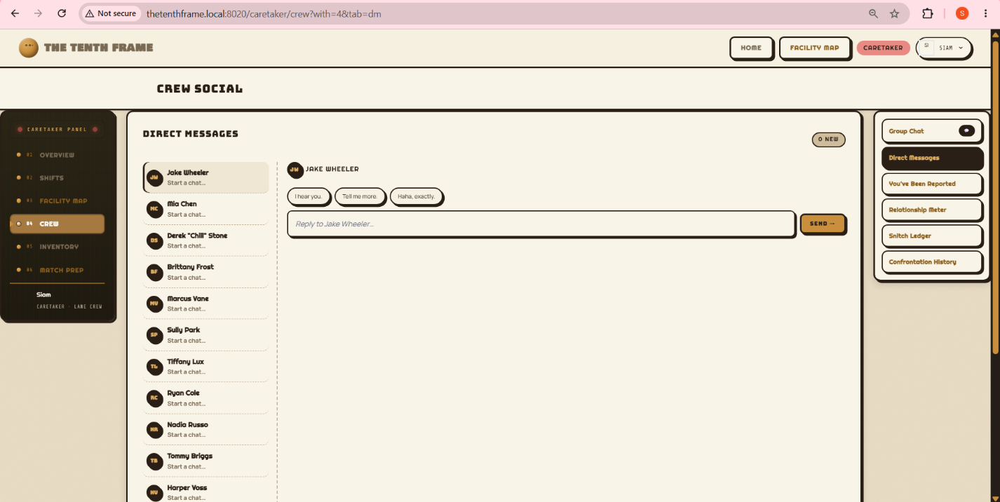 Not secure
thetenthframe.local:8020/caretaker/crew?with=4&tab=dm
S
THE TENTH FRAME
HOME
FACILITY MAP
CARETAKER
SI
SIAM
CREW SOCIAL
CARETAKER PANEL
01 OVERVIEW
02 SHIFTS
03 FACILITY MAP
04 CREW
05 INVENTORY
06 MATCH PREP
Siam
CARETAKER · LANE CREW
DIRECT MESSAGES
0 NEW
JW
Jake Wheeler
Start a chat...
MC
Mia Chen
Start a chat...
DS
Derek "Chill" Stone
Start a chat...
BF
Brittany Frost
Start a chat...
MV
Marcus Vane
Start a chat...
SP
Sully Park
Start a chat...
TL
Tiffany Lux
Start a chat...
RC
Ryan Cole
Start a chat...
NR
Nadia Russo
Start a chat...
TB
Tommy Briggs
Start a chat...
HV
Harper Voss
Start a chat...
JW JAKE WHEELER
I hear you.
Tell me more.
Haha, exactly.
Reply to Jake Wheeler...
SEND →
Group Chat
Direct Messages
You've Been Reported
Relationship Meter
Snitch Ledger
Confrontation History